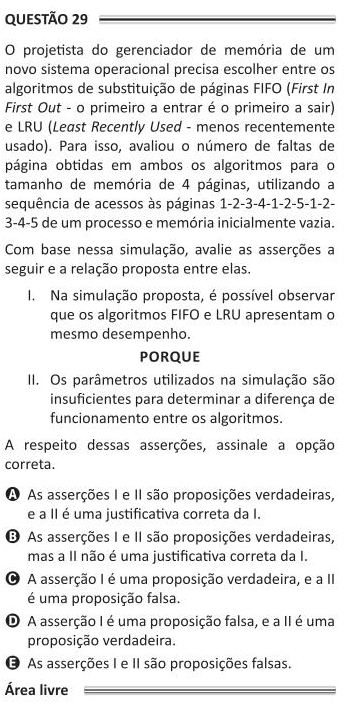 QUESTÃO 29
O projetista do gerenciador de memória de um
novo sistema operacional precisa escolher entre os
algoritmos de substituição de páginas FIFO (First In
First Out - o primeiro a entrar é o primeiro a sair)
e LRU (Least Recently Used - menos recentemente
usado). Para isso, avaliou o número de faltas de
página obtidas em ambos os algoritmos para o
tamanho de memória de 4 páginas, utilizando a
sequência de acessos às páginas 1-2-3-4-1-2-5-1-2-
3-4-5 de um processo e memória inicialmente vazia.
Com base nessa simulação, avalie as asserções a
seguir e a relação proposta entre elas.
I. Na simulação proposta, é possível observar
que os algoritmos FIFO e LRU apresentam o
mesmo desempenho.
PORQUE
II. Os parâmetros utilizados na simulação são
insuficientes para determinar a diferença de
funcionamento entre os algoritmos.
A respeito dessas asserções, assinale a opção
correta.
A As asserções I e II são proposições verdadeiras,
e a II é uma justificativa correta da I.
B As asserções I e II são proposições verdadeiras,
mas a II não é uma justificativa correta da I.
C A asserção I é uma proposição verdadeira, e a II
é uma proposição falsa.
D A asserção I é uma proposição falsa, e a II é uma
proposição verdadeira.
E As asserções I e II são proposições falsas.
Área livre